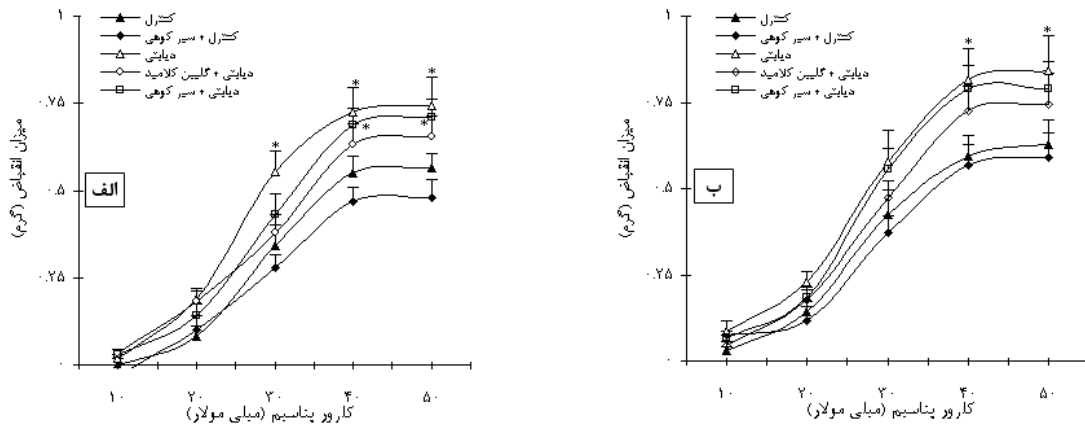 ۱
۰.۷۵
۰.۵
۰.۲۵
۰
میزان انقباض (گرم)
کنترل
کنترل + سیر کوهی
دیابتی
دیابتی + گلیبن کلامید
دیابتی + سیر کوهی
* * * * *
الف
۱۰ ۲۰ ۳۰ ۴۰ ۵۰
کلرور پتاسیم (میلی مولار)
۱
۰.۷۵
۰.۵
۰.۲۵
۰
میزان انقباض (گرم)
کنترل
کنترل + سیر کوهی
دیابتی
دیابتی + گلیبن کلامید
دیابتی + سیر کوهی
* *
ب
۱۰ ۲۰ ۳۰ ۴۰ ۵۰
کلرور پتاسیم (میلی مولار)